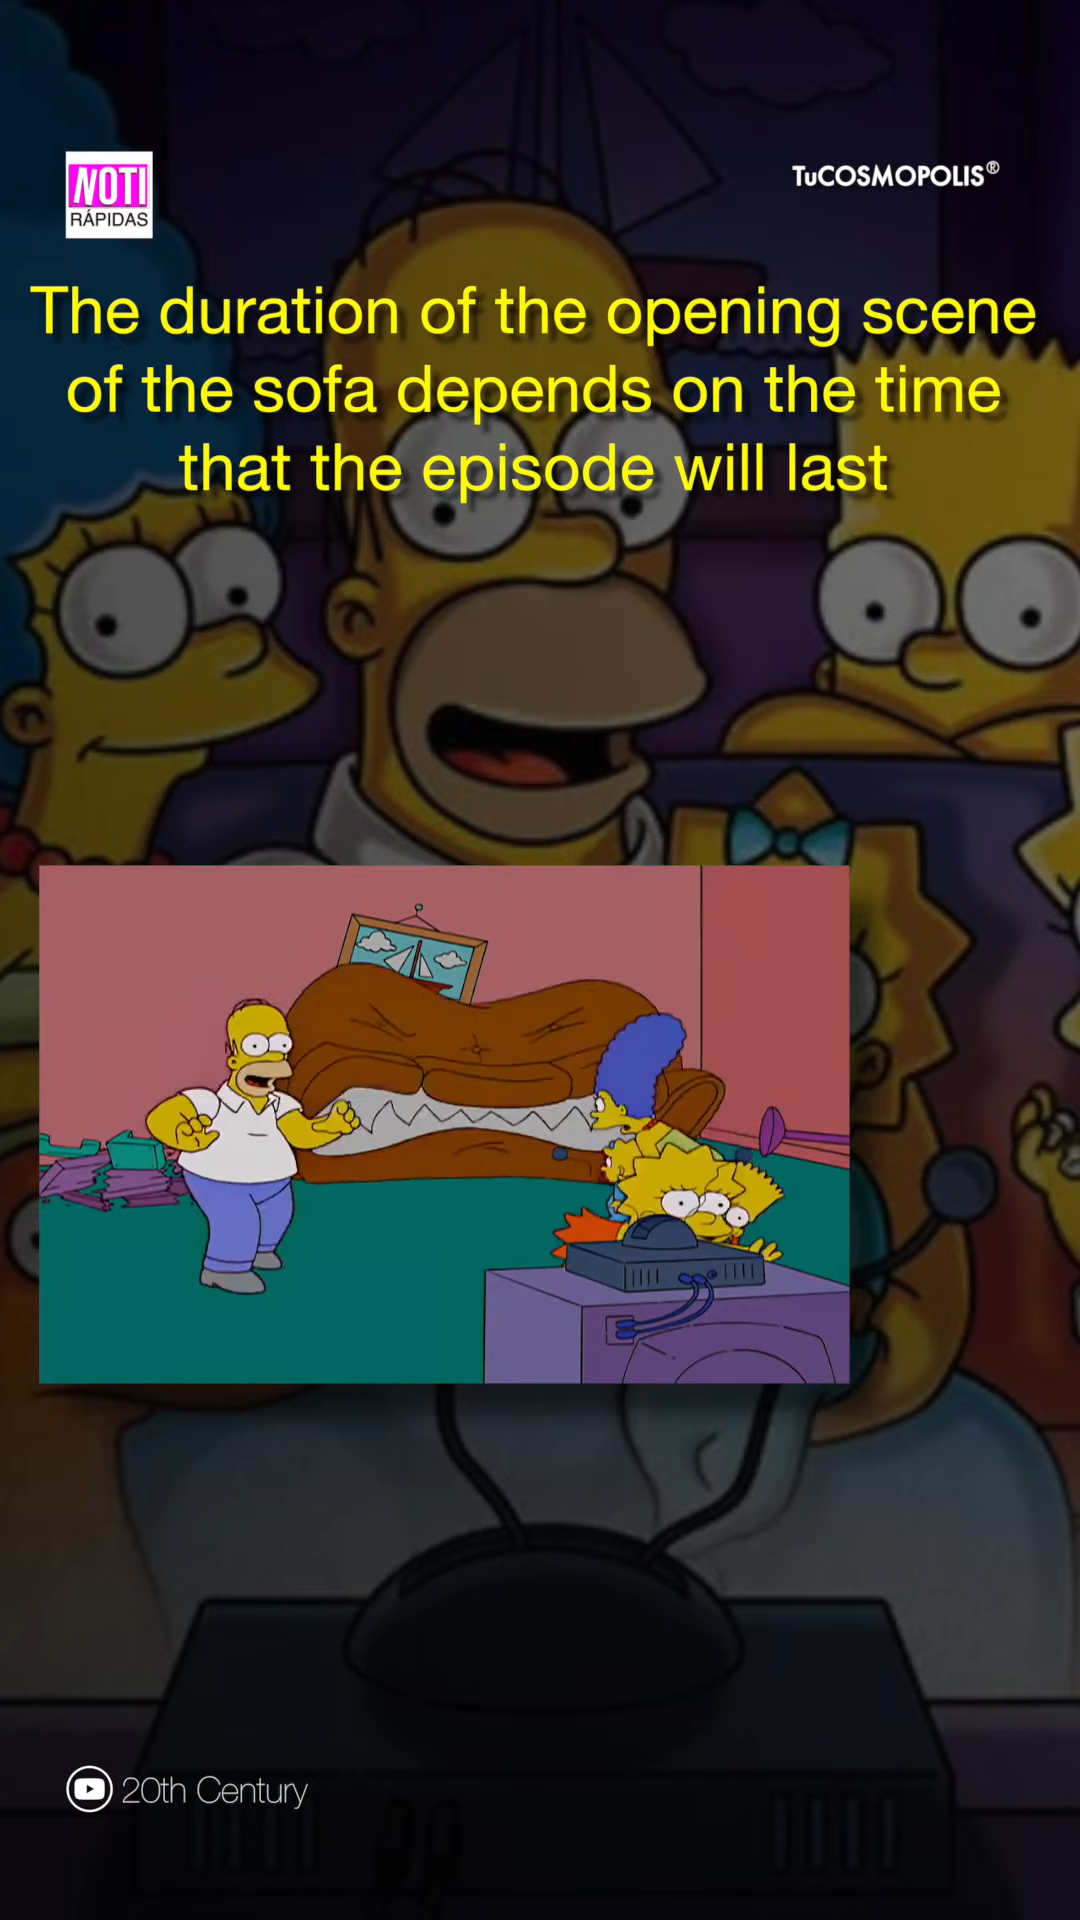 NOTI
RÁPIDAS
TuCOSMOPOLIS®
The duration of the opening scene
of the sofa depends on the time
that the episode will last
20th Century